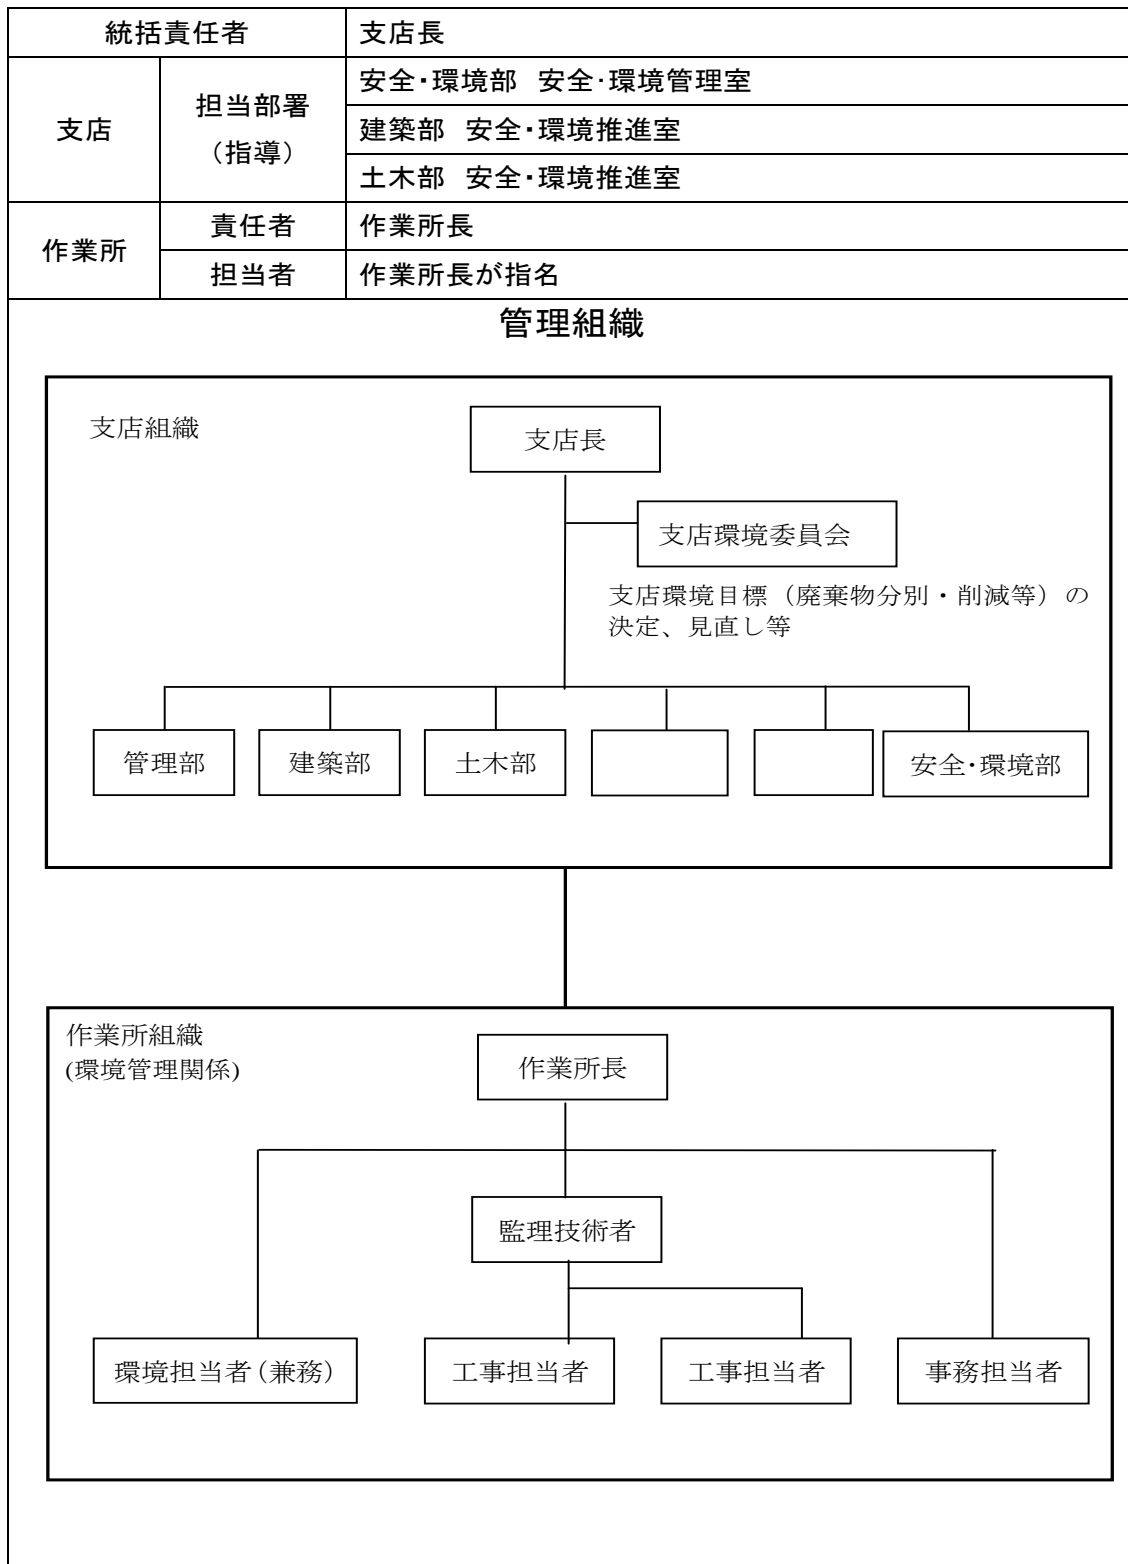 統括責任者 支店長
支店 担当部署 (指導) 安全・環境部 安全・環境管理室
建築部 安全・環境推進室
土木部 安全・環境推進室
作業所 責任者 作業所長
担当者 作業所長が指名
管理組織
支店組織
支店長
支店環境委員会
支店環境目標（廃棄物分別・削減等）の
決定、見直し等
管理部 建築部 土木部 安全・環境部
作業所組織
(環境管理関係)
作業所長
監理技術者
環境担当者(兼務) 工事担当者 工事担当者 事務担当者